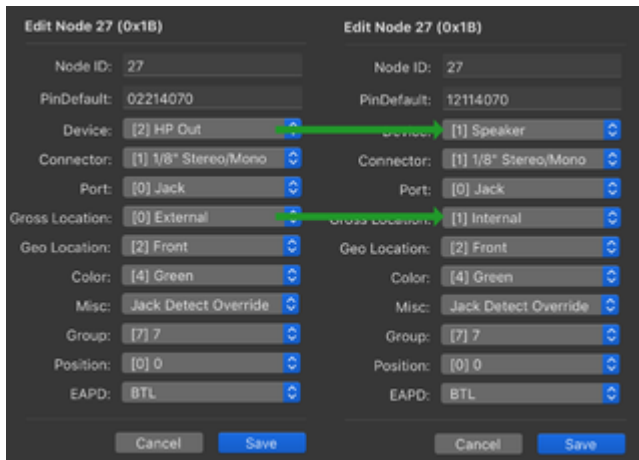 Edit Node 27 (0x1B)
Node ID: 27
PinDefault: 02214070
Device: [2] HP Out
Connector: [1] 1/8" Stereo/Mono
Port: [0] Jack
Gross Location: [0] External
Geo Location: [2] Front
Color: [4] Green
Misc: Jack Detect Override
Group: [7] 7
Position: [0] 0
EAPD: BTL
Cancel Save
Edit Node 27 (0x1B)
Node ID: 27
PinDefault: 12114070
Device: [1] Speaker
Connector: [1] 1/8" Stereo/Mono
Port: [0] Jack
Gross Location: [1] Internal
Geo Location: [2] Front
Color: [4] Green
Misc: Jack Detect Override
Group: [7] 7
Position: [0] 0
EAPD: BTL
Cancel Save